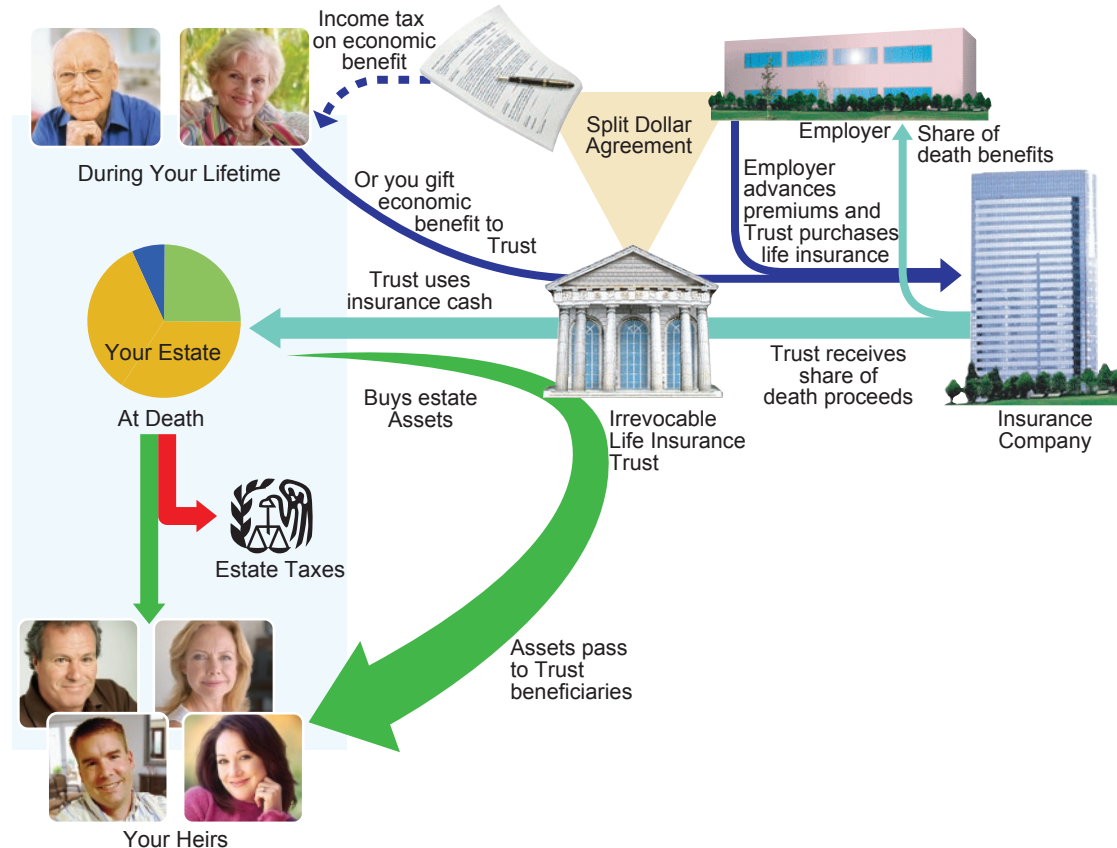 Income tax
on economic
benefit
Split Dollar
Agreement
Employer
Share of
death benefits
During Your Lifetime
Or you gift
economic
benefit to
Trust
Employer
advances
premiums and
Trust purchases
life insurance
Trust uses
insurance cash
Your Estate
At Death
Buys estate
Assets
Irrevocable
Life Insurance
Trust
Trust receives
share of
death proceeds
Insurance
Company
Estate Taxes
Assets pass
to Trust
beneficiaries
Your Heirs